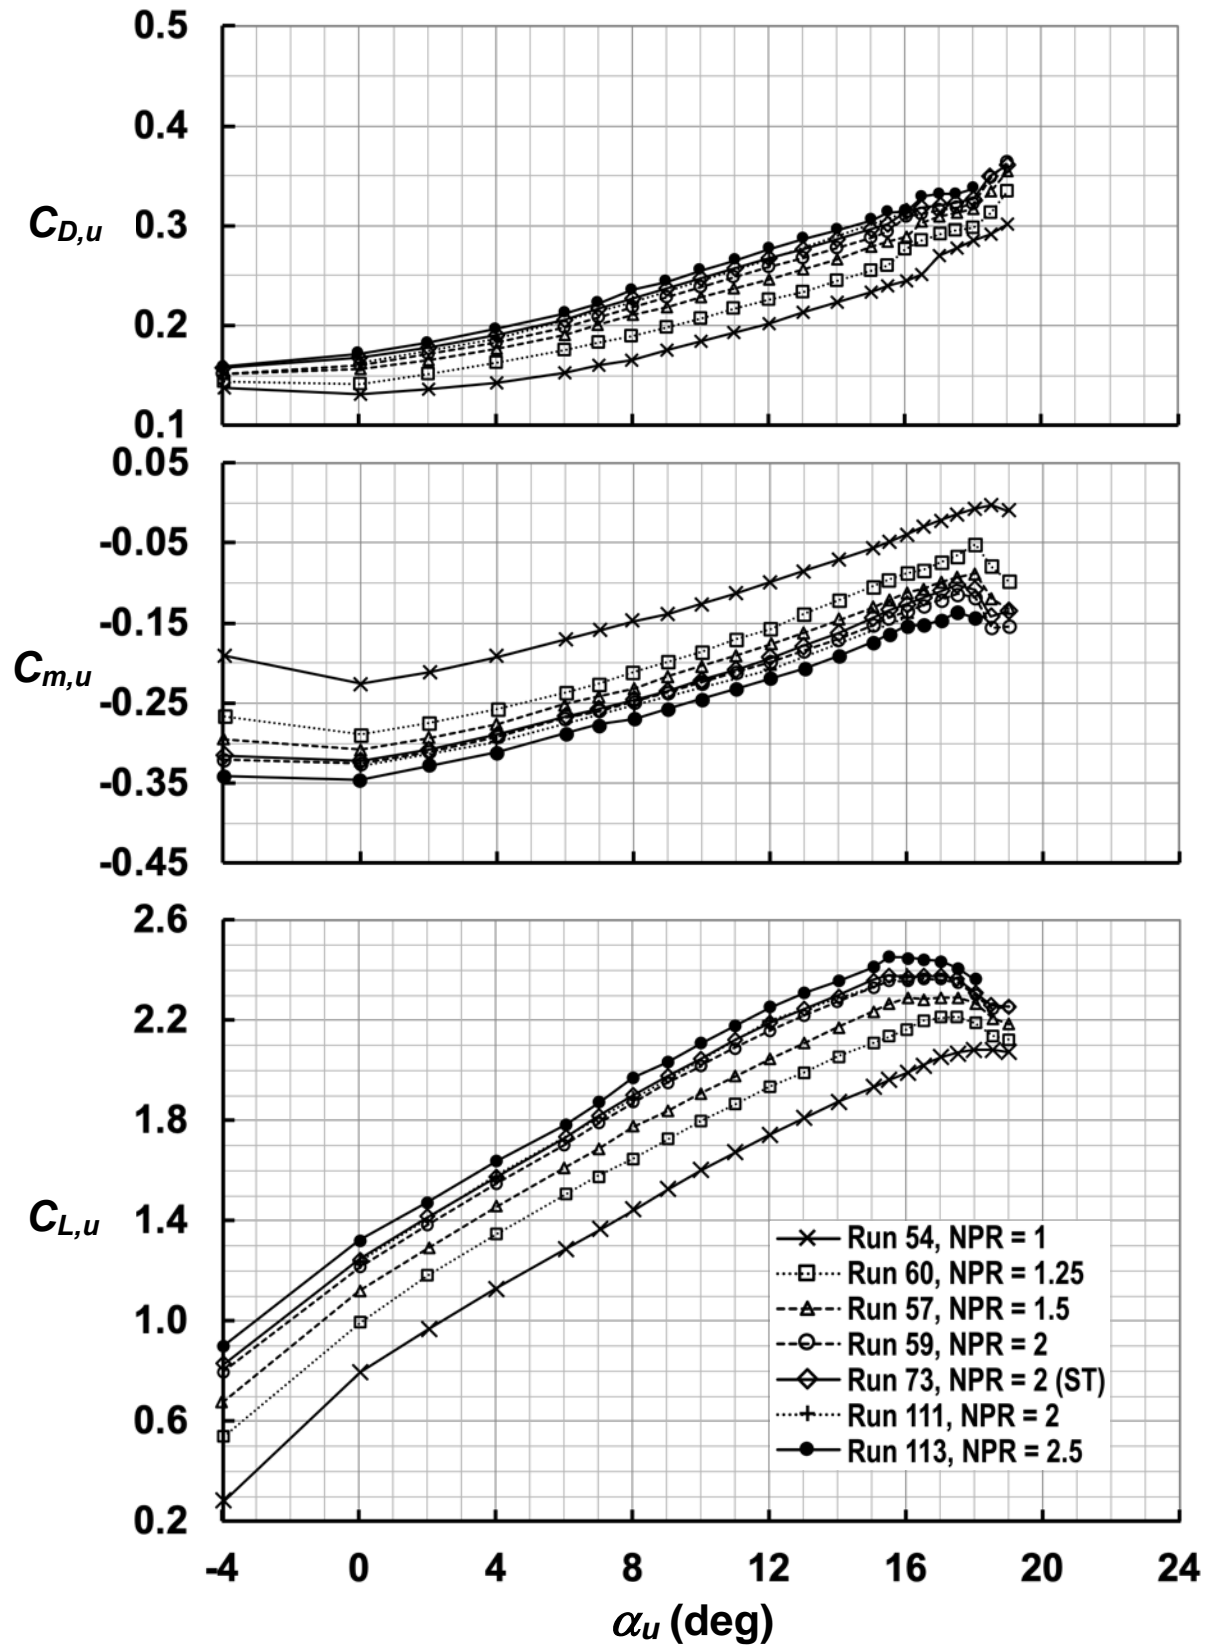 0.5
0.4
C_D,u 0.3
0.2
0.1
0.05
-0.05
-0.15
C_m,u
-0.25
-0.35
-0.45
2.6
2.2
1.8
C_L,u 1.4
1.0
0.6
0.2
Run 54, NPR = 1
Run 60, NPR = 1.25
Run 57, NPR = 1.5
Run 59, NPR = 2
Run 73, NPR = 2 (ST)
Run 111, NPR = 2
Run 113, NPR = 2.5
-4 0 4 8 12 16 20 24
α_u (deg)